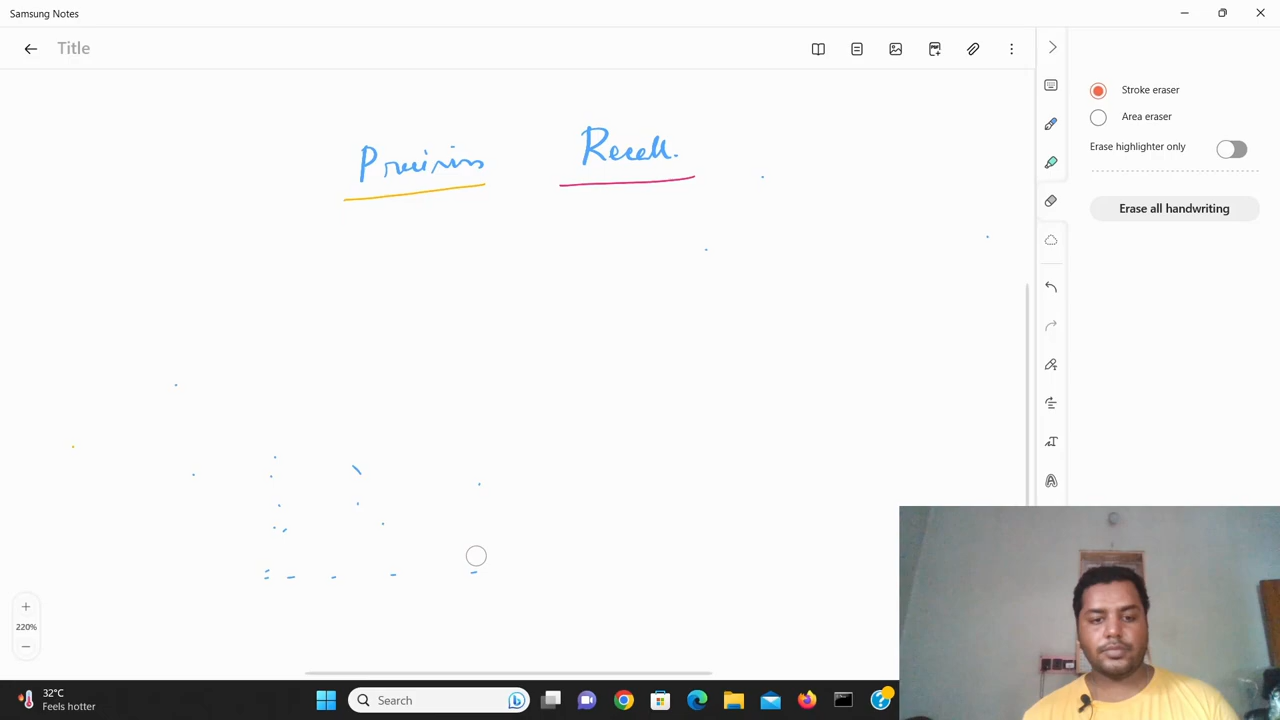 Samsung Notes
Title
Precision
Recall.
Stroke eraser
Area eraser
Erase highlighter only
Erase all handwriting
220%
32°C
Feels hotter
Search